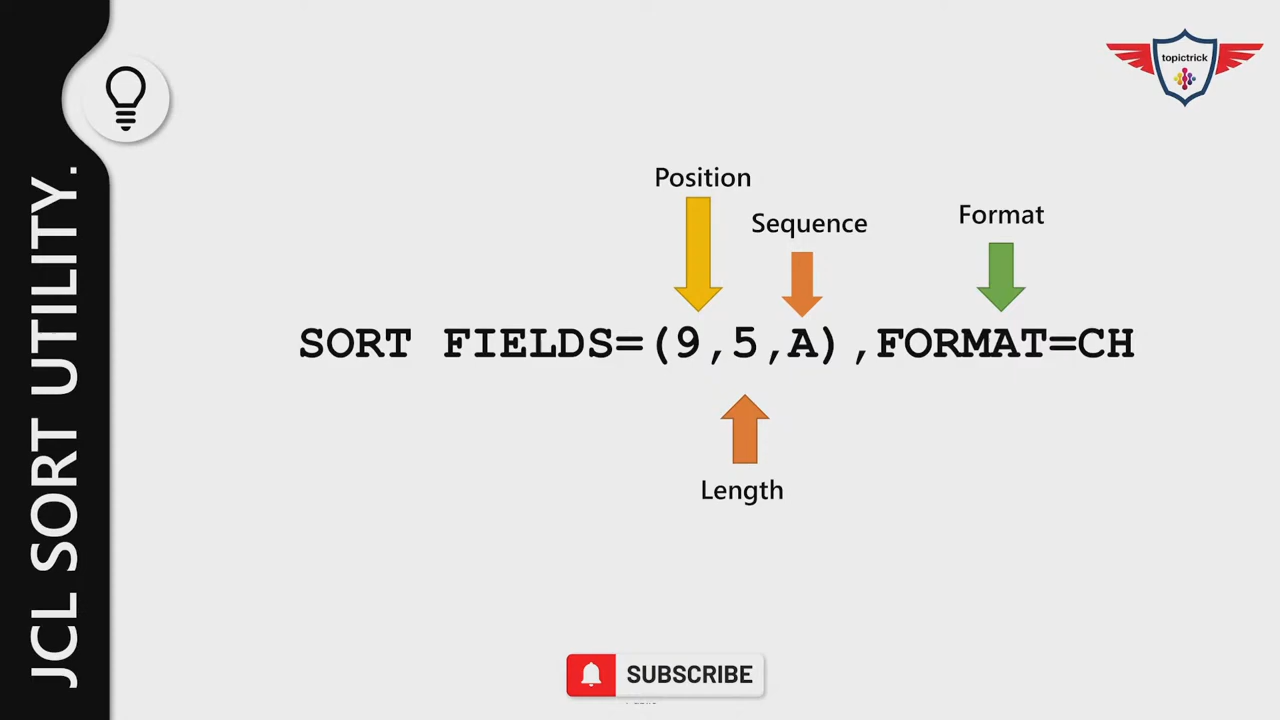 JCL SORT UTILITY.
topictrick
Position
Sequence
Format
SORT FIELDS=(9,5,A),FORMAT=CH
Length
SUBSCRIBE